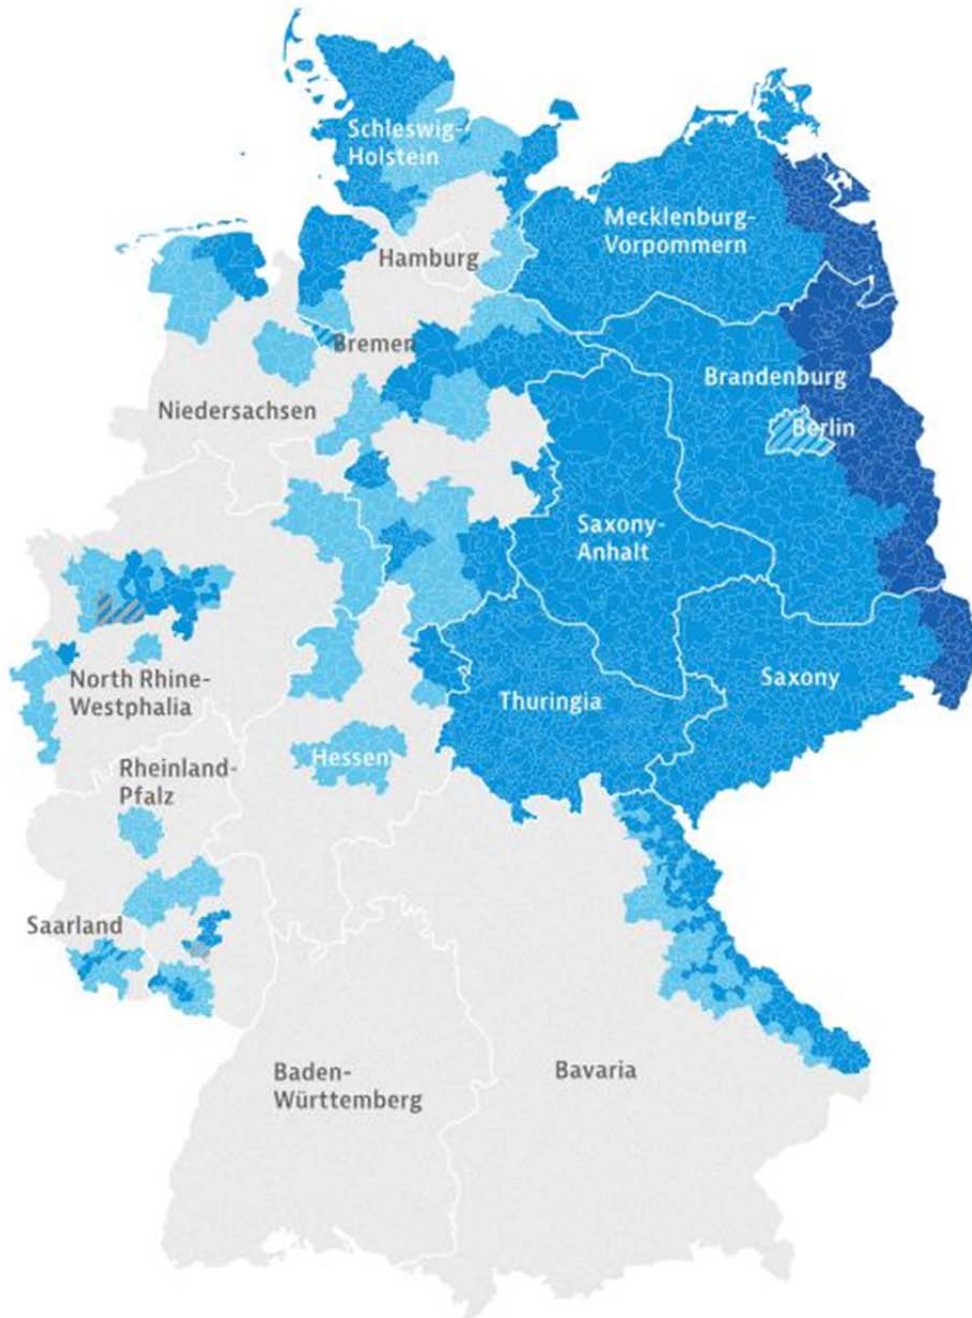 Schleswig-
Holstein
Mecklenburg-
Vorpommern
Hamburg
Bremen
Brandenburg
Niedersachsen
Berlin
Saxony-
Anhalt
North Rhine-
Westphalia
Thuringia
Saxony
Hessen
Rheinland-
Pfalz
Saarland
Baden-
Württemberg
Bavaria